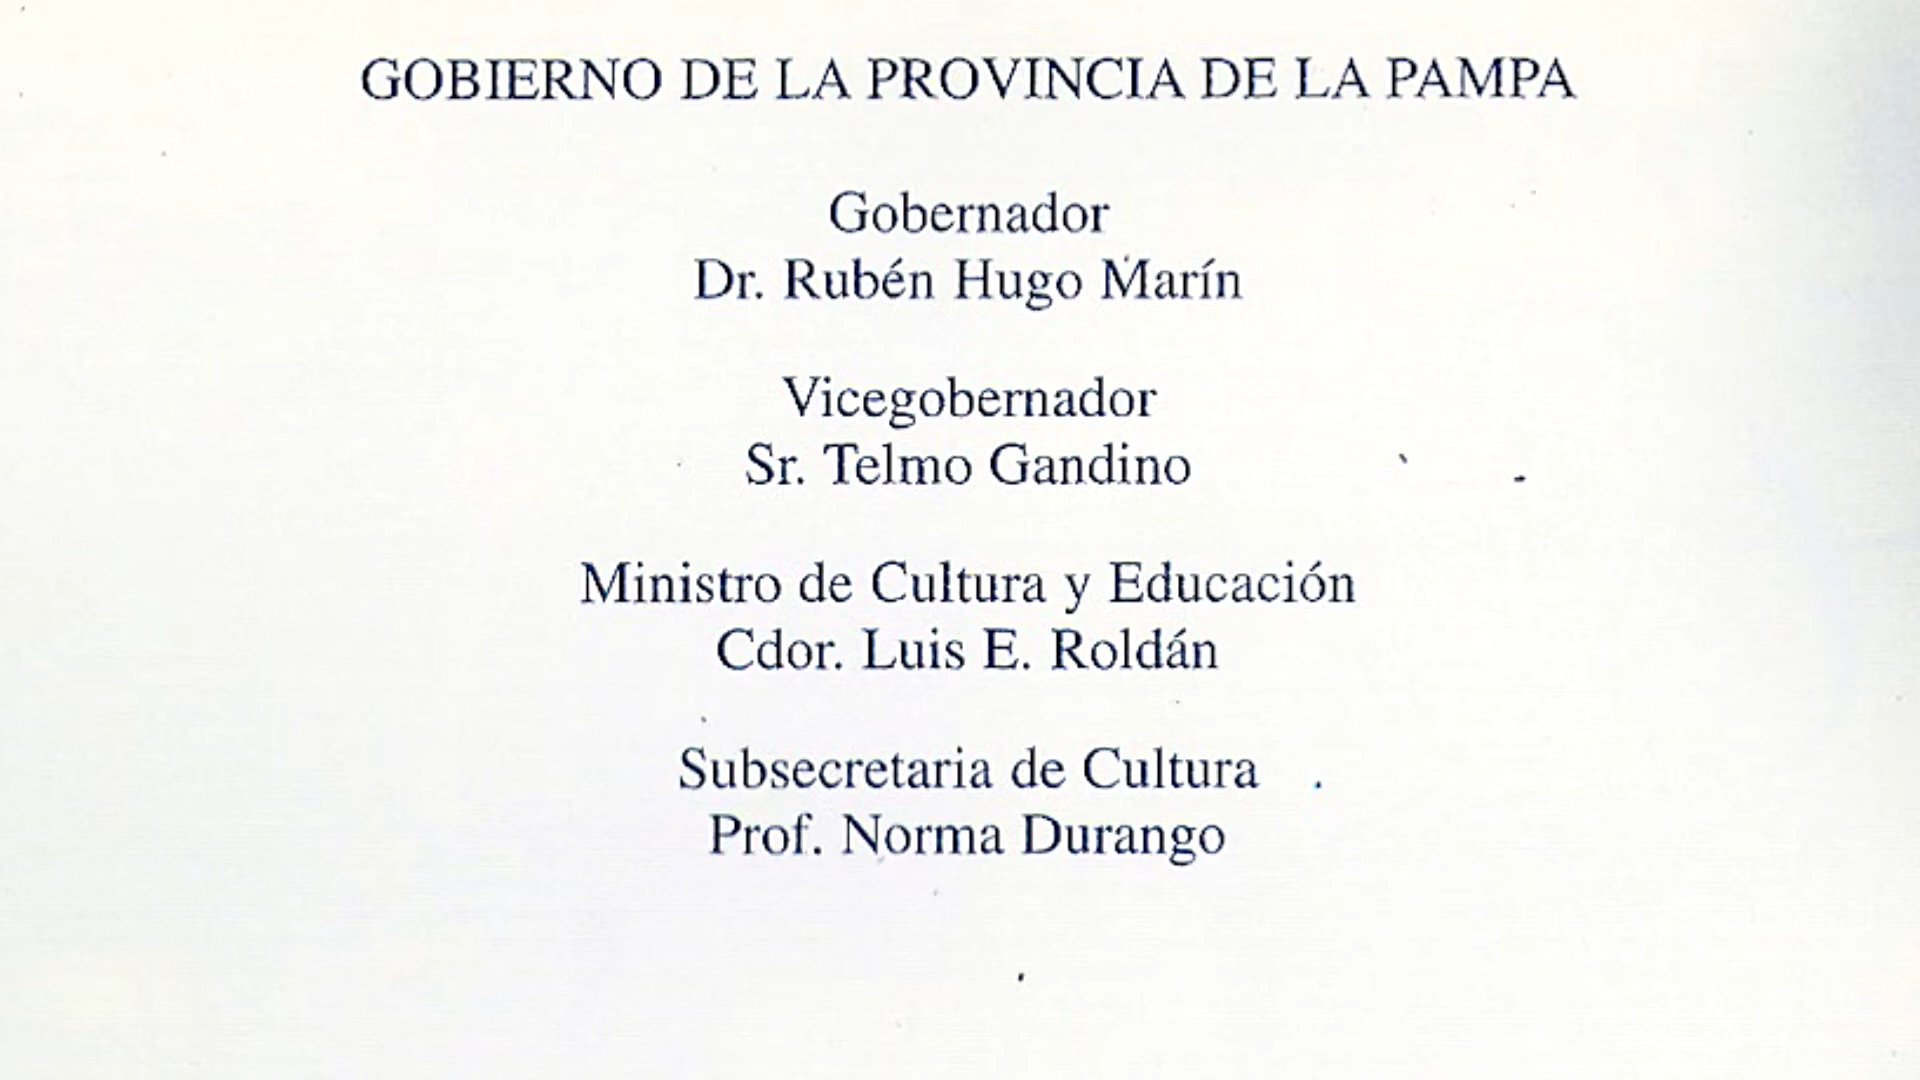 GOBIERNO DE LA PROVINCIA DE LA PAMPA
Gobernador
Dr. Rubén Hugo Marín
Vicegobernador
Sr. Telmo Gandino
Ministro de Cultura y Educación
Cdor. Luis E. Roldán
Subsecretaria de Cultura
Prof. Norma Durango